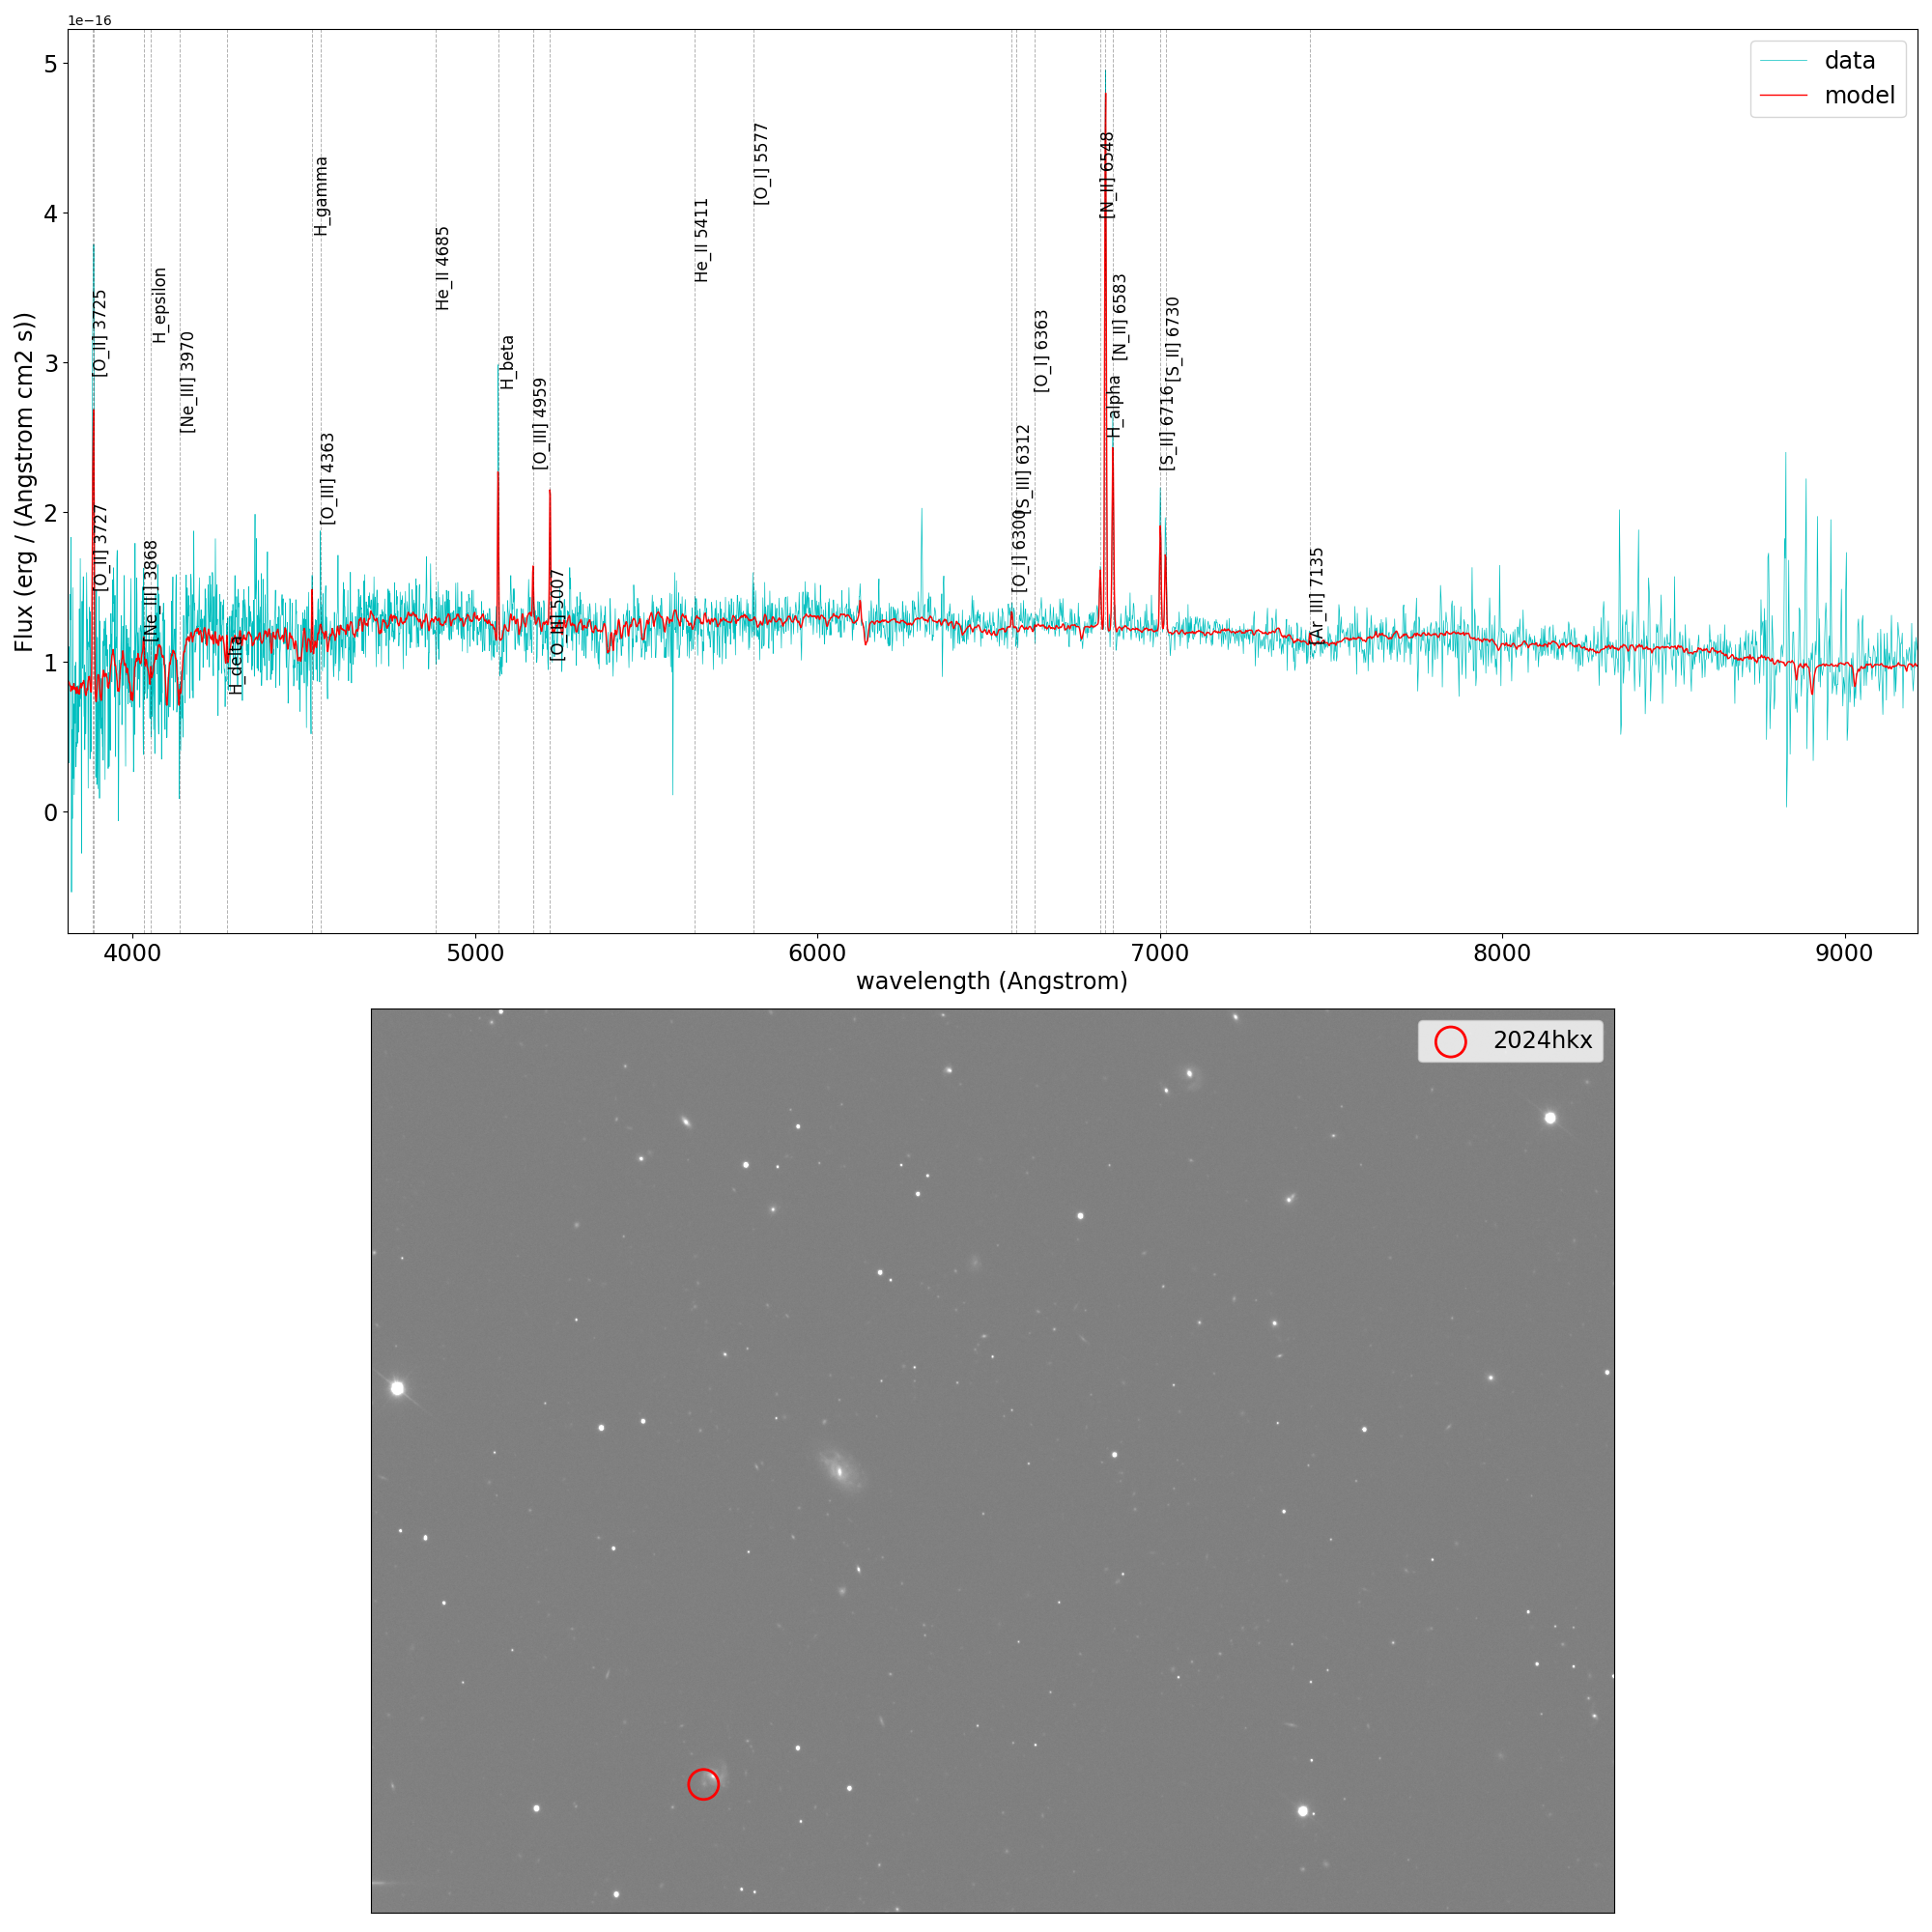 1e−16
data
model
Flux (erg / (Angstrom cm2 s))
5
4
3
2
1
0
[O_II] 3725
[O_II] 3727
[Ne_III] 3868
H_epsilon
[Ne_III] 3970
H_delta
H_gamma
[O_III] 4363
He_II 4685
H_beta
[O_III] 4959
[O_III] 5007
He_II 5411
[O_I] 5577
[O_I] 6300
[S_III] 6312
[O_I] 6363
[N_II] 6548
H_alpha
[N_II] 6583
[S_II] 6716
[S_II] 6730
[Ar_III] 7135
4000 5000 6000 7000 8000 9000
wavelength (Angstrom)
2024hkx